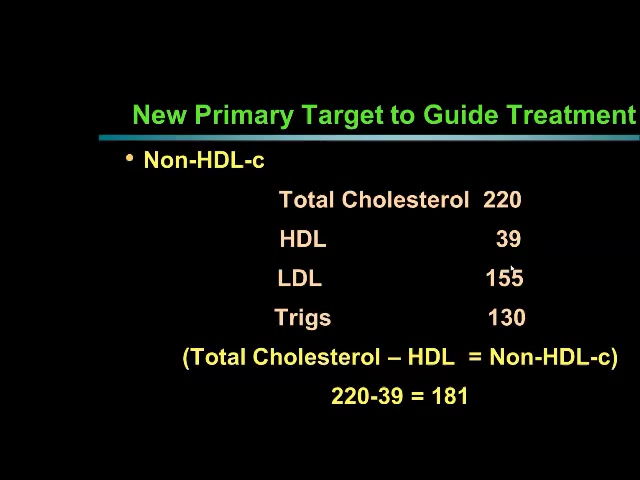 New Primary Target to Guide Treatment
• Non-HDL-c
Total Cholesterol 220
HDL 39
LDL 155
Trigs 130
(Total Cholesterol – HDL = Non-HDL-c)
220-39 = 181